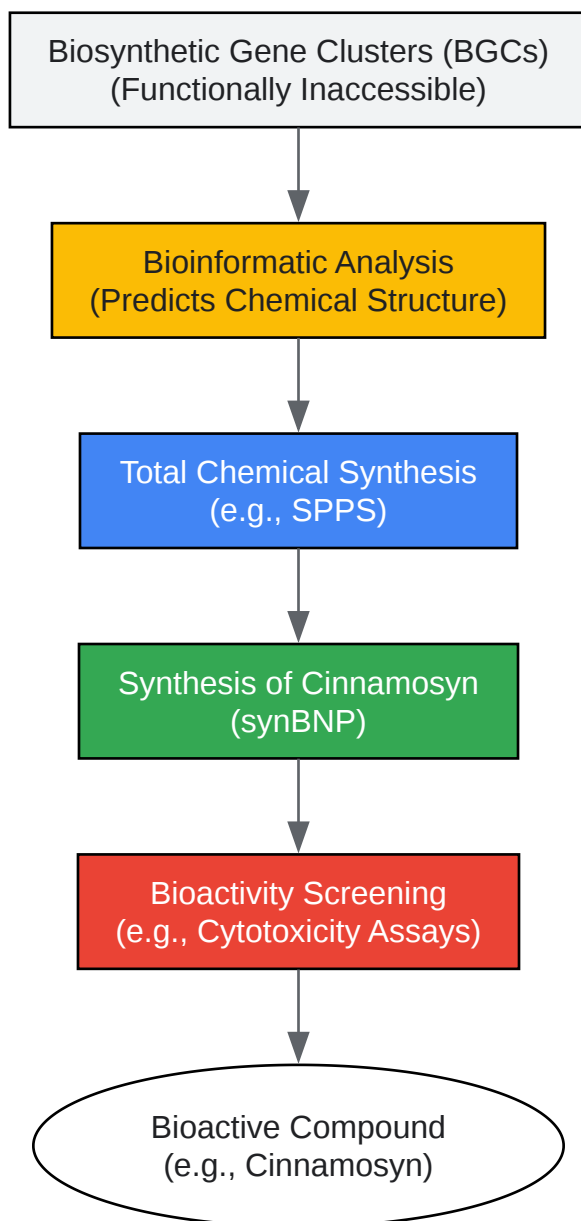 Biosynthetic Gene Clusters (BGCs)
(Functionally Inaccessible)
Bioinformatic Analysis
(Predicts Chemical Structure)
Total Chemical Synthesis
(e.g., SPPS)
Synthesis of Cinnamosyn
(synBNP)
Bioactivity Screening
(e.g., Cytotoxicity Assays)
Bioactive Compound
(e.g., Cinnamosyn)